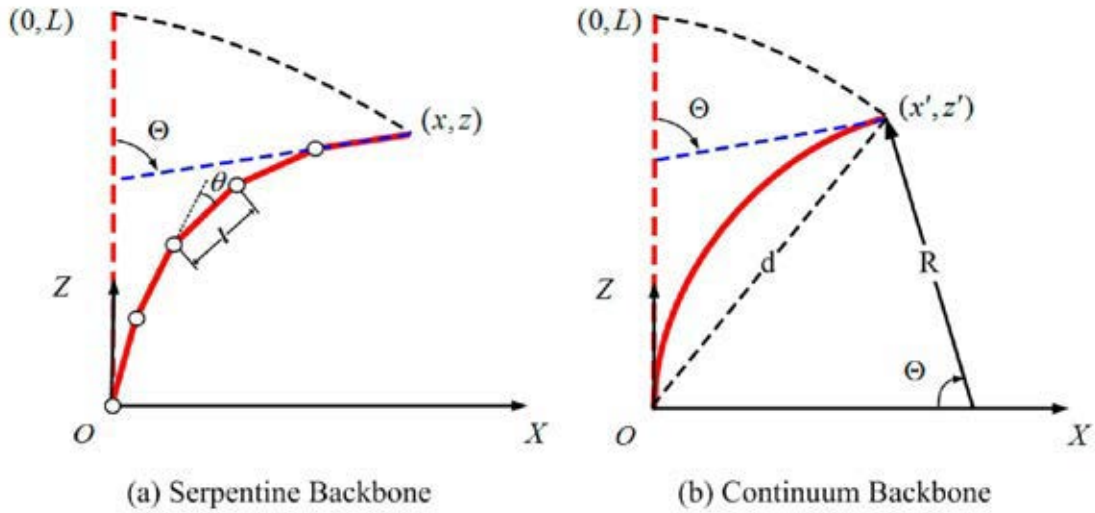 (0, L)
Θ
(x, z)
θ
l
Z
O
X
(a) Serpentine Backbone
(0, L)
Θ
(x', z')
d
R
Z
Θ
O
X
(b) Continuum Backbone